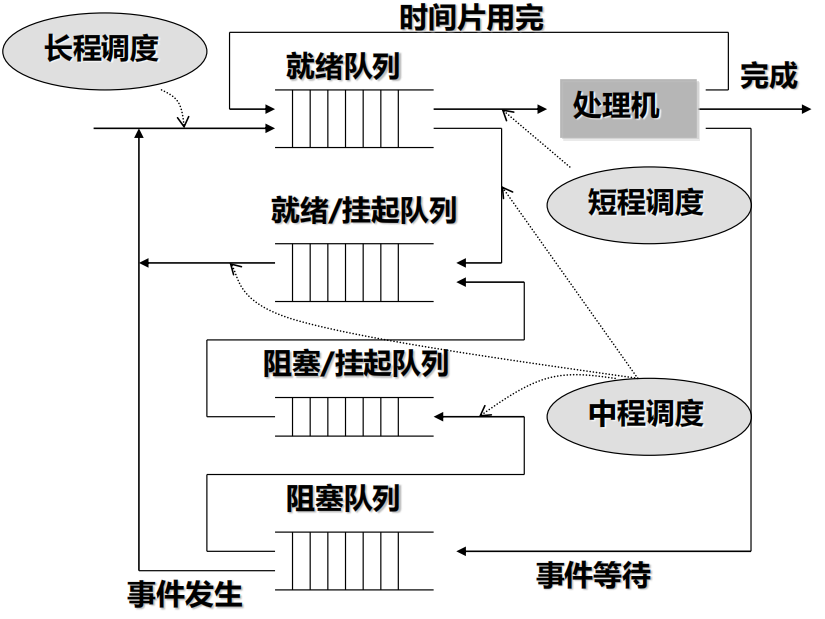 时间片用完
长程调度
就绪队列
完成
处理机
就绪/挂起队列
短程调度
阻塞/挂起队列
中程调度
阻塞队列
事件等待
事件发生